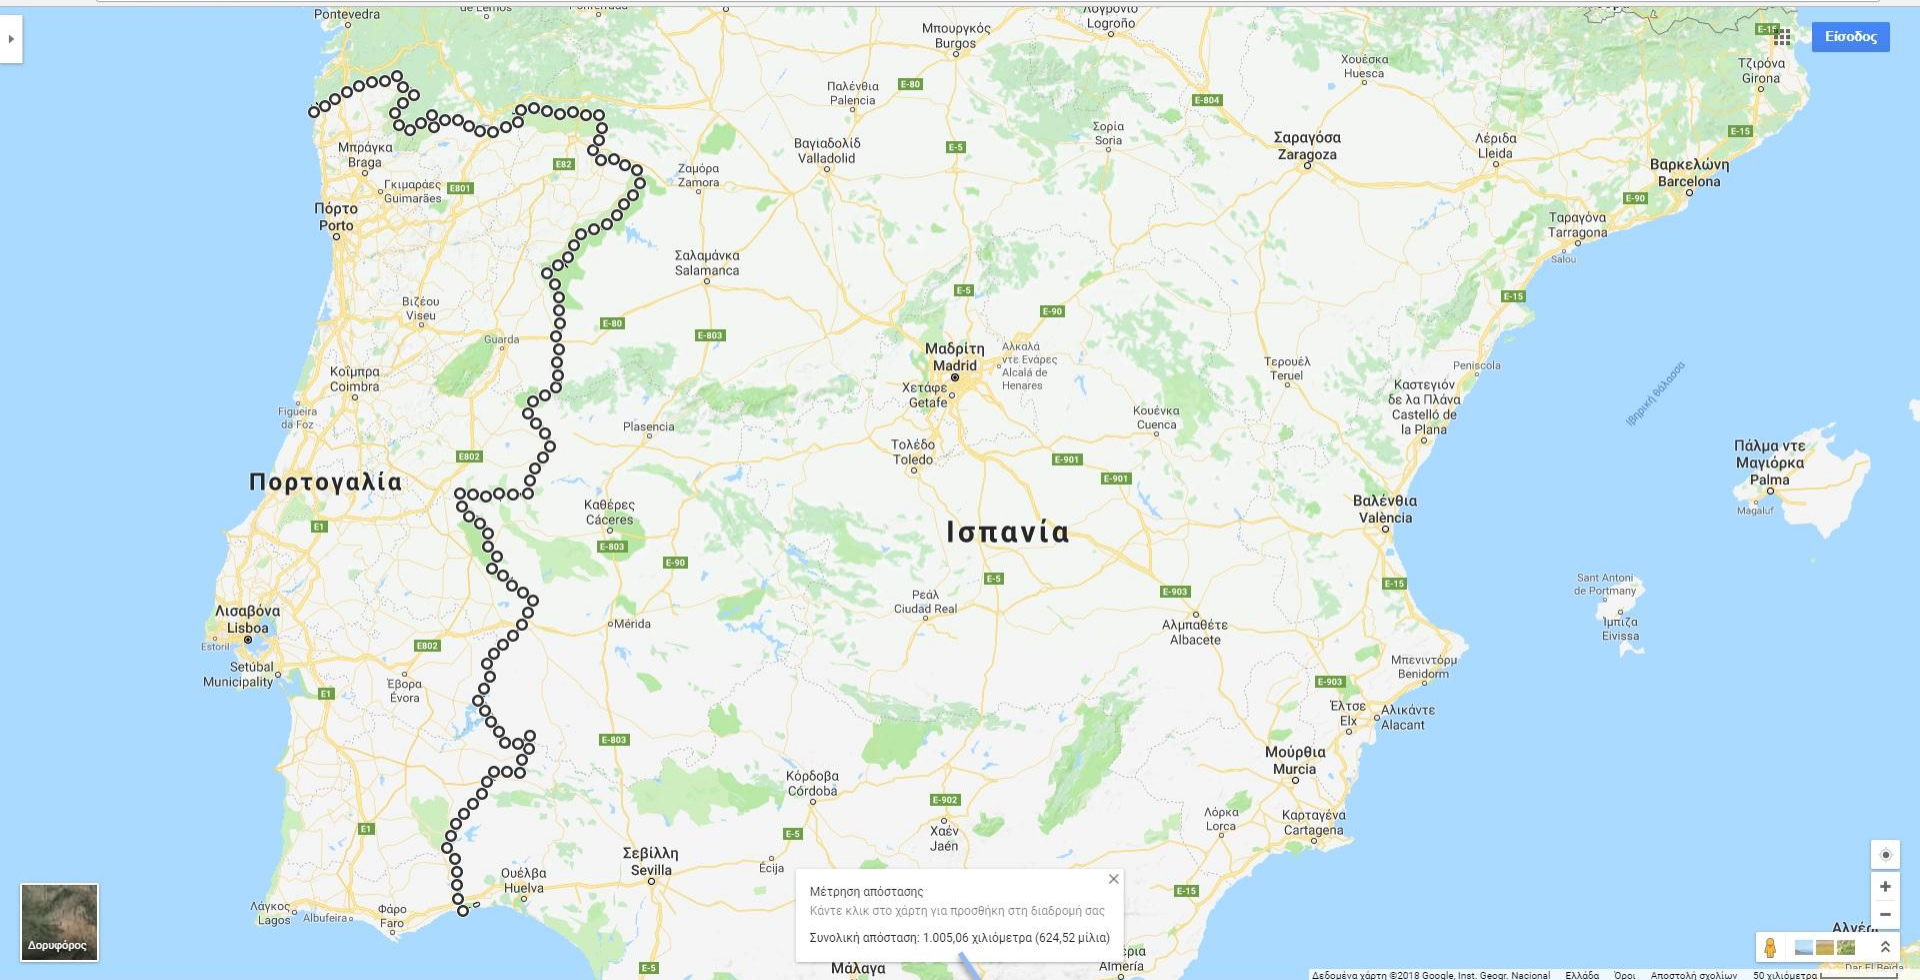 Pontevedra
Λογρόνιο
Logroño
Μπουργκός
Burgos
E-15
Είσοδος
Χουέσκα
Huesca
Τζιρόνα
Girona
Παλένθια
Palencia
E-80
E-804
Σορία
Soria
E-15
Μπράγκα
Braga
E82
Βαγιαδολίδ
Valladolid
E-5
Σαραγόσα
Zaragoza
Λέριδα
Lleida
Βαρκελώνη
Barcelona
Ζαμόρα
Zamora
Γκιμαράες
Guimarães
E801
E-90
Πόρτο
Porto
Ταραγόνα
Tarragona
Salou
Σαλαμάνκα
Salamanca
E-5
E-15
Βιζέου
Viseu
E-90
E-80
E-803
Guarda
Μαδρίτη
Madrid
Αλκαλά
ντε Ενάρες
Alcalá de
Henares
Τερουέλ
Teruel
Peniscola
Κοΐμπρα
Coimbra
Χετάφε
Getafe
Καστεγιόν
de λα Πλάνα
Castelló de
la Plana
Ιβηρική θάλασσα
Figueira
da Foz
Plasencia
Κουένκα
Cuenca
Τολέδο
Toledo
E802
E-901
E-901
Πάλμα ντε
Μαγιόρκα
Palma
Magaluf
Πορτογαλία
Καθέρες
Cáceres
Βαλένθια
València
E1
Ισπανία
E-803
E-90
E-5
E-903
E-15
Sant Antoni
de Portmany
Ρεάλ
Ciudad Real
Λισαβόνα
Lisboa
Estoril
Mérida
Αλμπαθέτε
Albacete
Ίμπιζα
Eivissa
E802
Setúbal
Municipality
Μπενιντόρμ
Benidorm
Έβορα
Évora
E1
E-903
Έλτσε
Elx
Αλικάντε
Alacant
E-803
Μούρθια
Murcia
Κόρδοβα
Córdoba
E-902
Λόρκα
Lorca
Καρταγένα
Cartagena
E1
E-5
Χαέν
Jaén
Σεβίλλη
Sevilla
Écija
Ουέλβα
Huelva
Λάγκος
Lagos
Albufeira
Φάρο
Faro
E-15
Μέτρηση απόστασης
Κάντε κλικ στο χάρτη για προσθήκη στη διαδρομή σας
Συνολική απόσταση: 1.005,06 χιλιόμετρα (624,52 μίλια)
Δορυφόρος
E-5
Μάλαγα
Almería
Δεδομένα χάρτη ©2018 Google, Inst. Geogr. Nacional Ελλάδα Όροι Αποστολή σχολίων 50 χιλιόμετρα